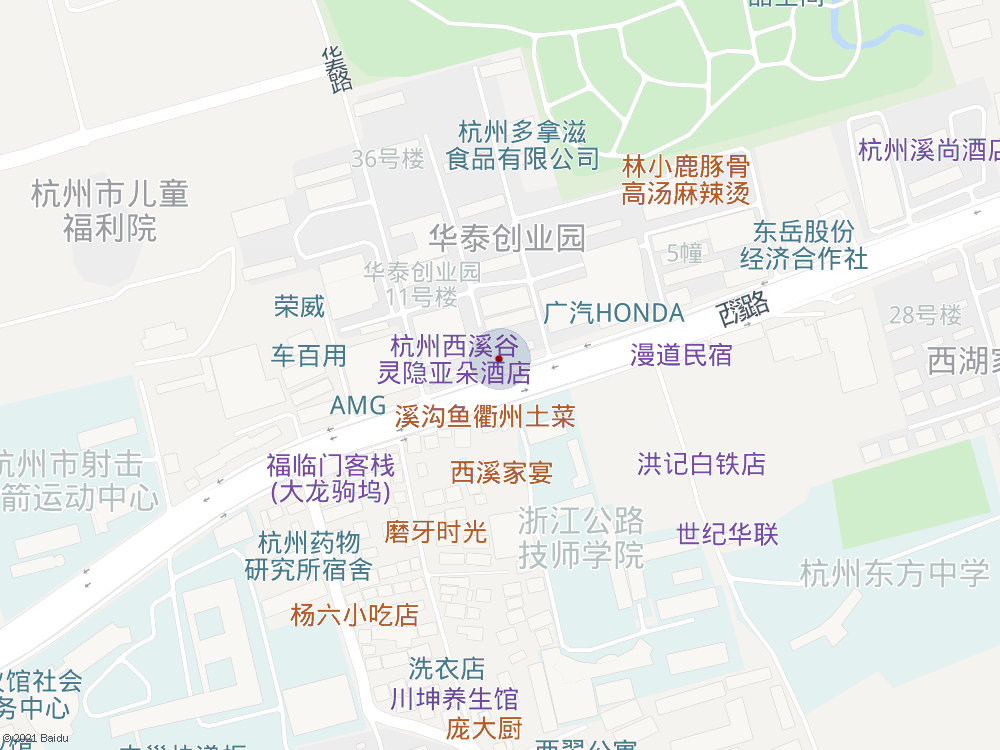 华泰路
杭州多拿滋
食品有限公司
36号楼
林小鹿豚骨
高汤麻辣烫
杭州溪尚酒店
杭州市儿童
福利院
华泰创业园
5幢
东岳股份
经济合作社
华泰创业园
11号楼
荣威
广汽HONDA
西溪路
28号楼
杭州西溪谷
灵隐亚朵酒店
车百用
漫道民宿
西湖家
AMG
溪沟鱼衢州土菜
杭州市射击
箭运动中心
福临门客栈
(大龙驹坞)
西溪家宴
洪记白铁店
磨牙时光
浙江公路
技师学院
世纪华联
杭州药物
研究所宿舍
杭州东方中学
杨六小吃店
洗衣店
川坤养生馆
庞大厨
议馆社会
务中心
© 2021 Baidu